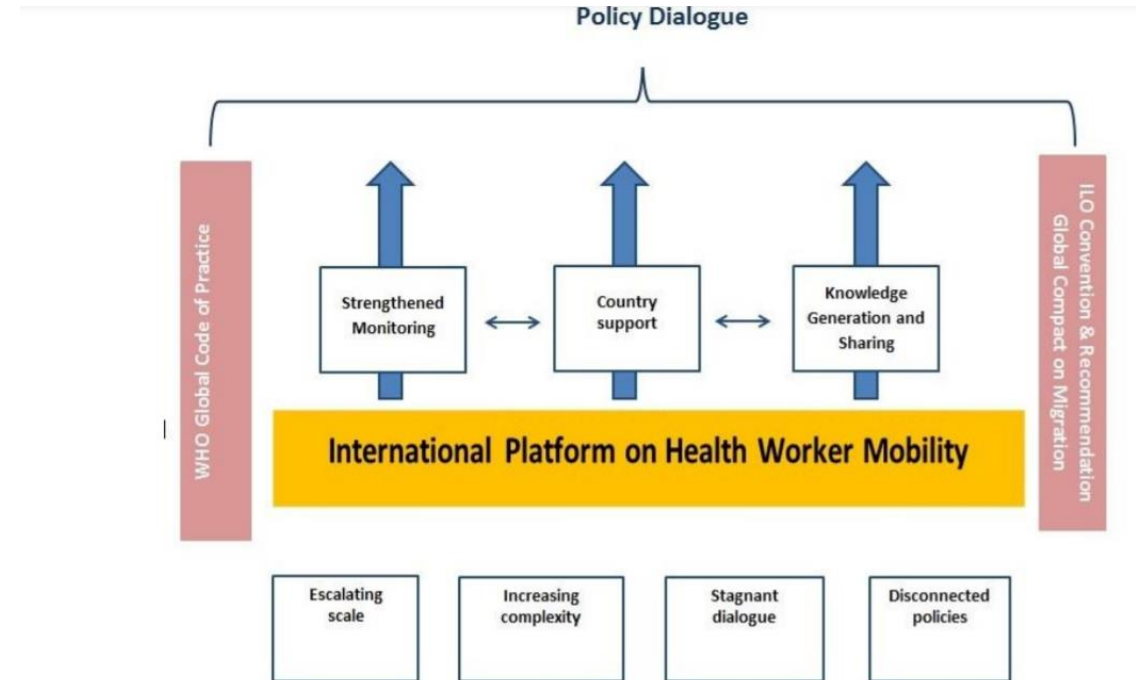 Policy Dialogue
WHO Global Code of Practice
Strengthened
Monitoring
Country
support
Knowledge
Generation and
Sharing
ILO Convention & Recommendation
Global Compact on Migration
International Platform on Health Worker Mobility
Escalating
scale
Increasing
complexity
Stagnant
dialogue
Disconnected
policies